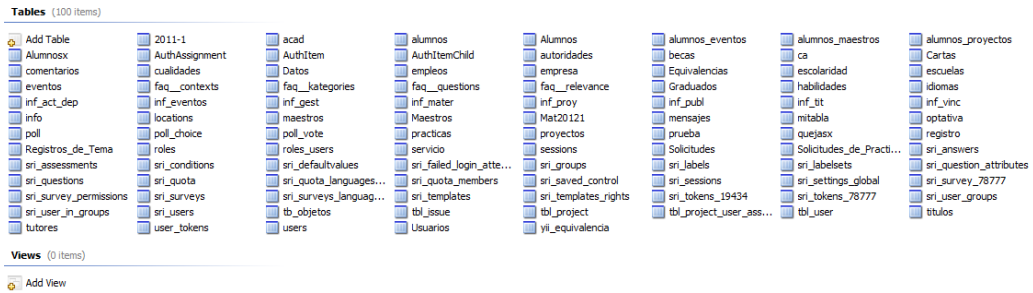 Tables (100 items)
Add Table 2011-1 acad alumnos Alumnos alumnos_eventos alumnos_maestros alumnos_proyectos
Alumnosx AuthAssignment AuthItem AuthItemChild autoridades becas ca Cartas
comentarios cualidades Datos empleos empresa Equivalencias escolaridad escuelas
eventos faq__contexts faq__kategories faq__questions faq__relevance Graduados habilidades idiomas
inf_act_dep inf_eventos inf_gest inf_mater inf_proy inf_publ inf_tit inf_vinc
info locations maestros Maestros Mat20121 mensajes mitabla optativa
poll poll_choice poll_vote practicas proyectos prueba quejasx registro
Registros_de_Tema roles roles_users servicio sessions Solicitudes Solicitudes_de_Practi... sri_answers
sri_assessments sri_conditions sri_defaultvalues sri_failed_login_atte... sri_groups sri_labels sri_labelsets sri_question_attributes
sri_questions sri_quota sri_quota_languages... sri_quota_members sri_saved_control sri_sessions sri_settings_global sri_survey_78777
sri_survey_permissions sri_surveys sri_surveys_languag... sri_templates sri_templates_rights sri_tokens_19434 sri_tokens_78777 sri_user_groups
sri_user_in_groups sri_users tb_objetos tbl_issue tbl_project tbl_project_user_ass... tbl_user titulos
tutores user_tokens users Usuarios yii_equivalencia
Views (0 items)
Add View